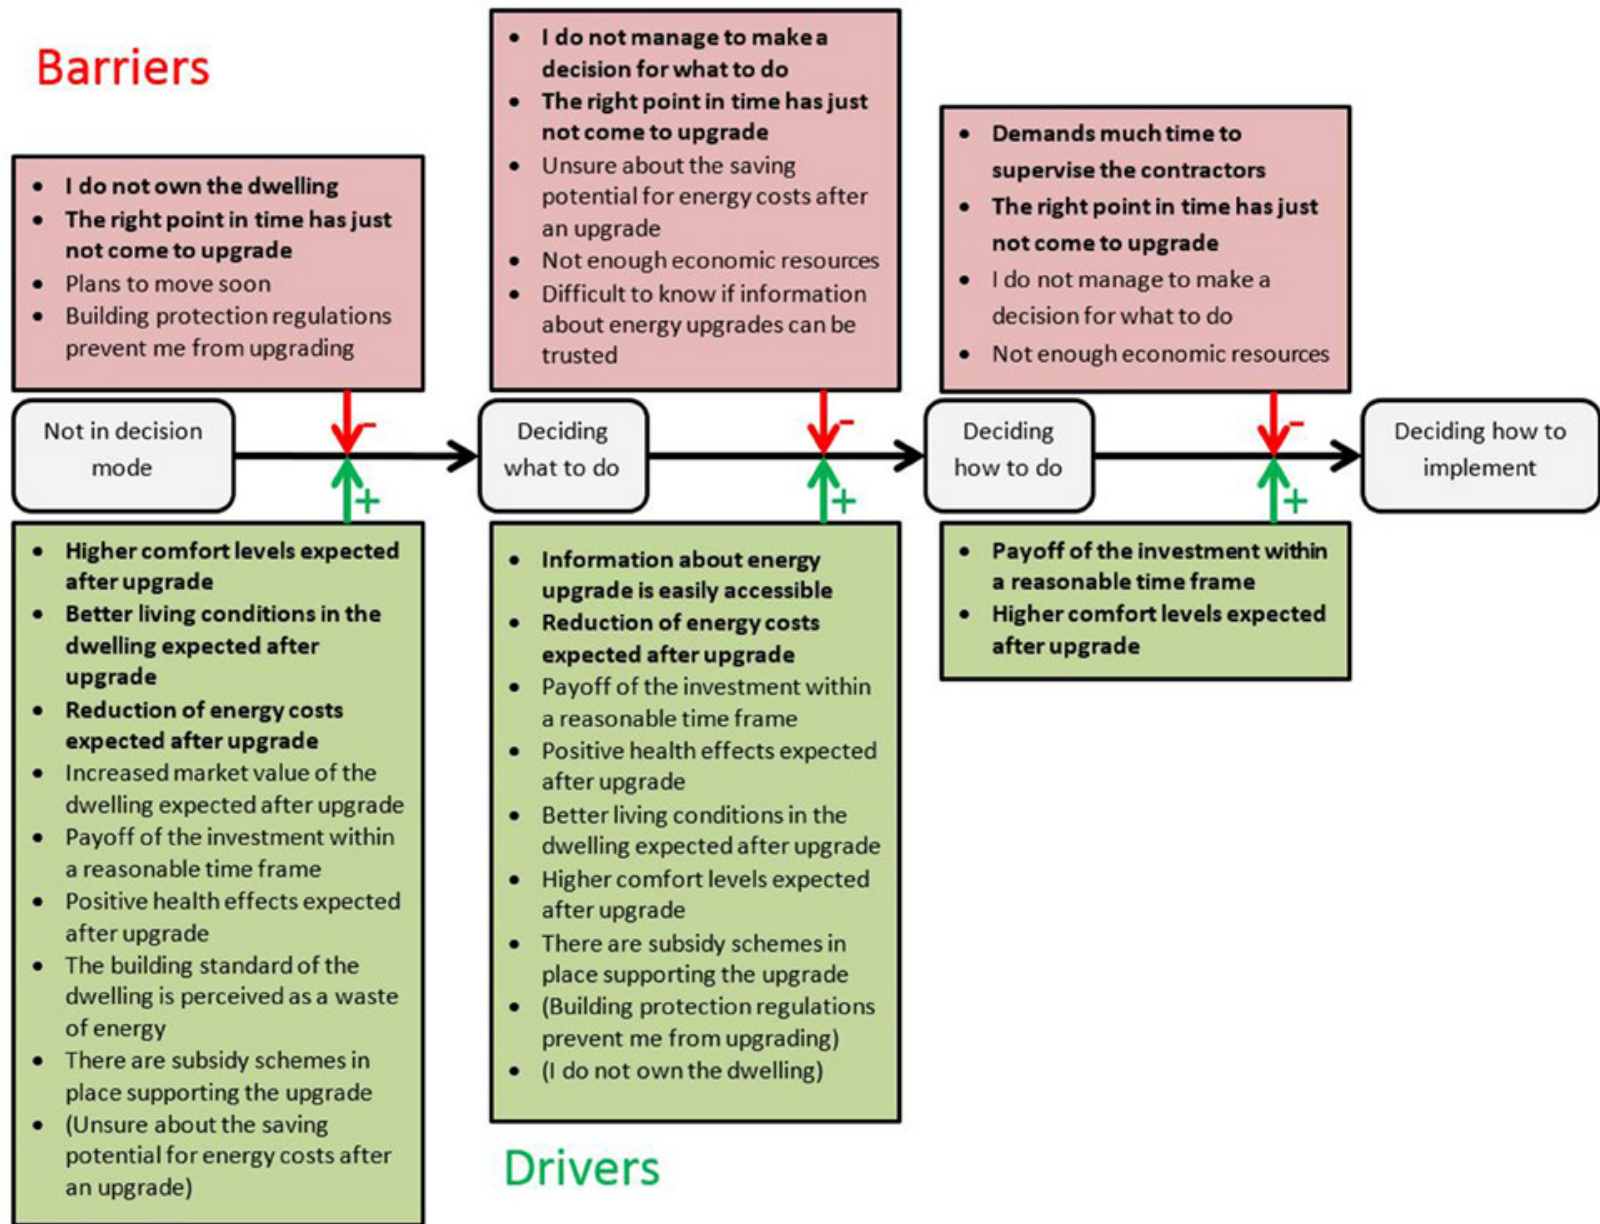 Barriers
• I do not own the dwelling
• The right point in time has just
not come to upgrade
• Plans to move soon
• Building protection regulations
prevent me from upgrading
• I do not manage to make a
decision for what to do
• The right point in time has just
not come to upgrade
• Unsure about the saving
potential for energy costs after
an upgrade
• Not enough economic resources
• Difficult to know if information
about energy upgrades can be
trusted
• Demands much time to
supervise the contractors
• The right point in time has just
not come to upgrade
• I do not manage to make a
decision for what to do
• Not enough economic resources
Not in decision
mode
-
+
Deciding
what to do
-
+
Deciding
how to do
-
+
Deciding how to
implement
• Higher comfort levels expected
after upgrade
• Better living conditions in the
dwelling expected after
upgrade
• Reduction of energy costs
expected after upgrade
• Increased market value of the
dwelling expected after upgrade
• Payoff of the investment within
a reasonable time frame
• Positive health effects expected
after upgrade
• The building standard of the
dwelling is perceived as a waste
of energy
• There are subsidy schemes in
place supporting the upgrade
• (Unsure about the saving
potential for energy costs after
an upgrade)
• Information about energy
upgrade is easily accessible
• Reduction of energy costs
expected after upgrade
• Payoff of the investment within
a reasonable time frame
• Positive health effects expected
after upgrade
• Better living conditions in the
dwelling expected after upgrade
• Higher comfort levels expected
after upgrade
• There are subsidy schemes in
place supporting the upgrade
• (Building protection regulations
prevent me from upgrading)
• (I do not own the dwelling)
• Payoff of the investment within
a reasonable time frame
• Higher comfort levels expected
after upgrade
Drivers